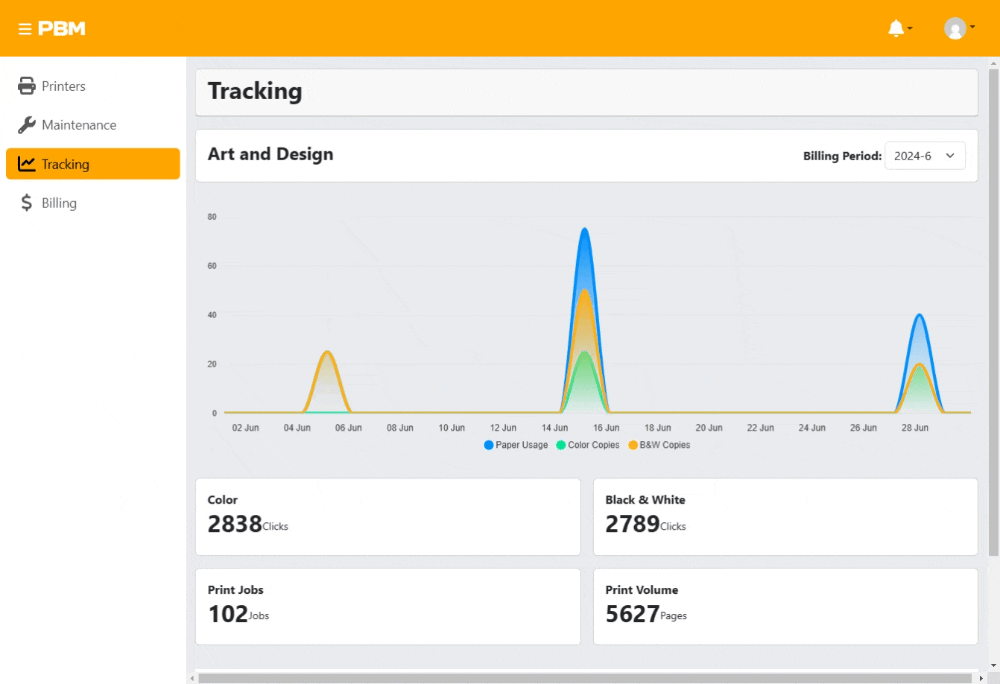 PBM
Printers
Maintenance
Tracking
Billing
Tracking
Art and Design
Billing Period: 2024-6
80
60
40
20
0
02 Jun 04 Jun 06 Jun 08 Jun 10 Jun 12 Jun 14 Jun 16 Jun 18 Jun 20 Jun 22 Jun 24 Jun 26 Jun 28 Jun
Paper Usage Color Copies B&W Copies
Color
2838Clicks
Black & White
2789Clicks
Print Jobs
102Jobs
Print Volume
5627Pages